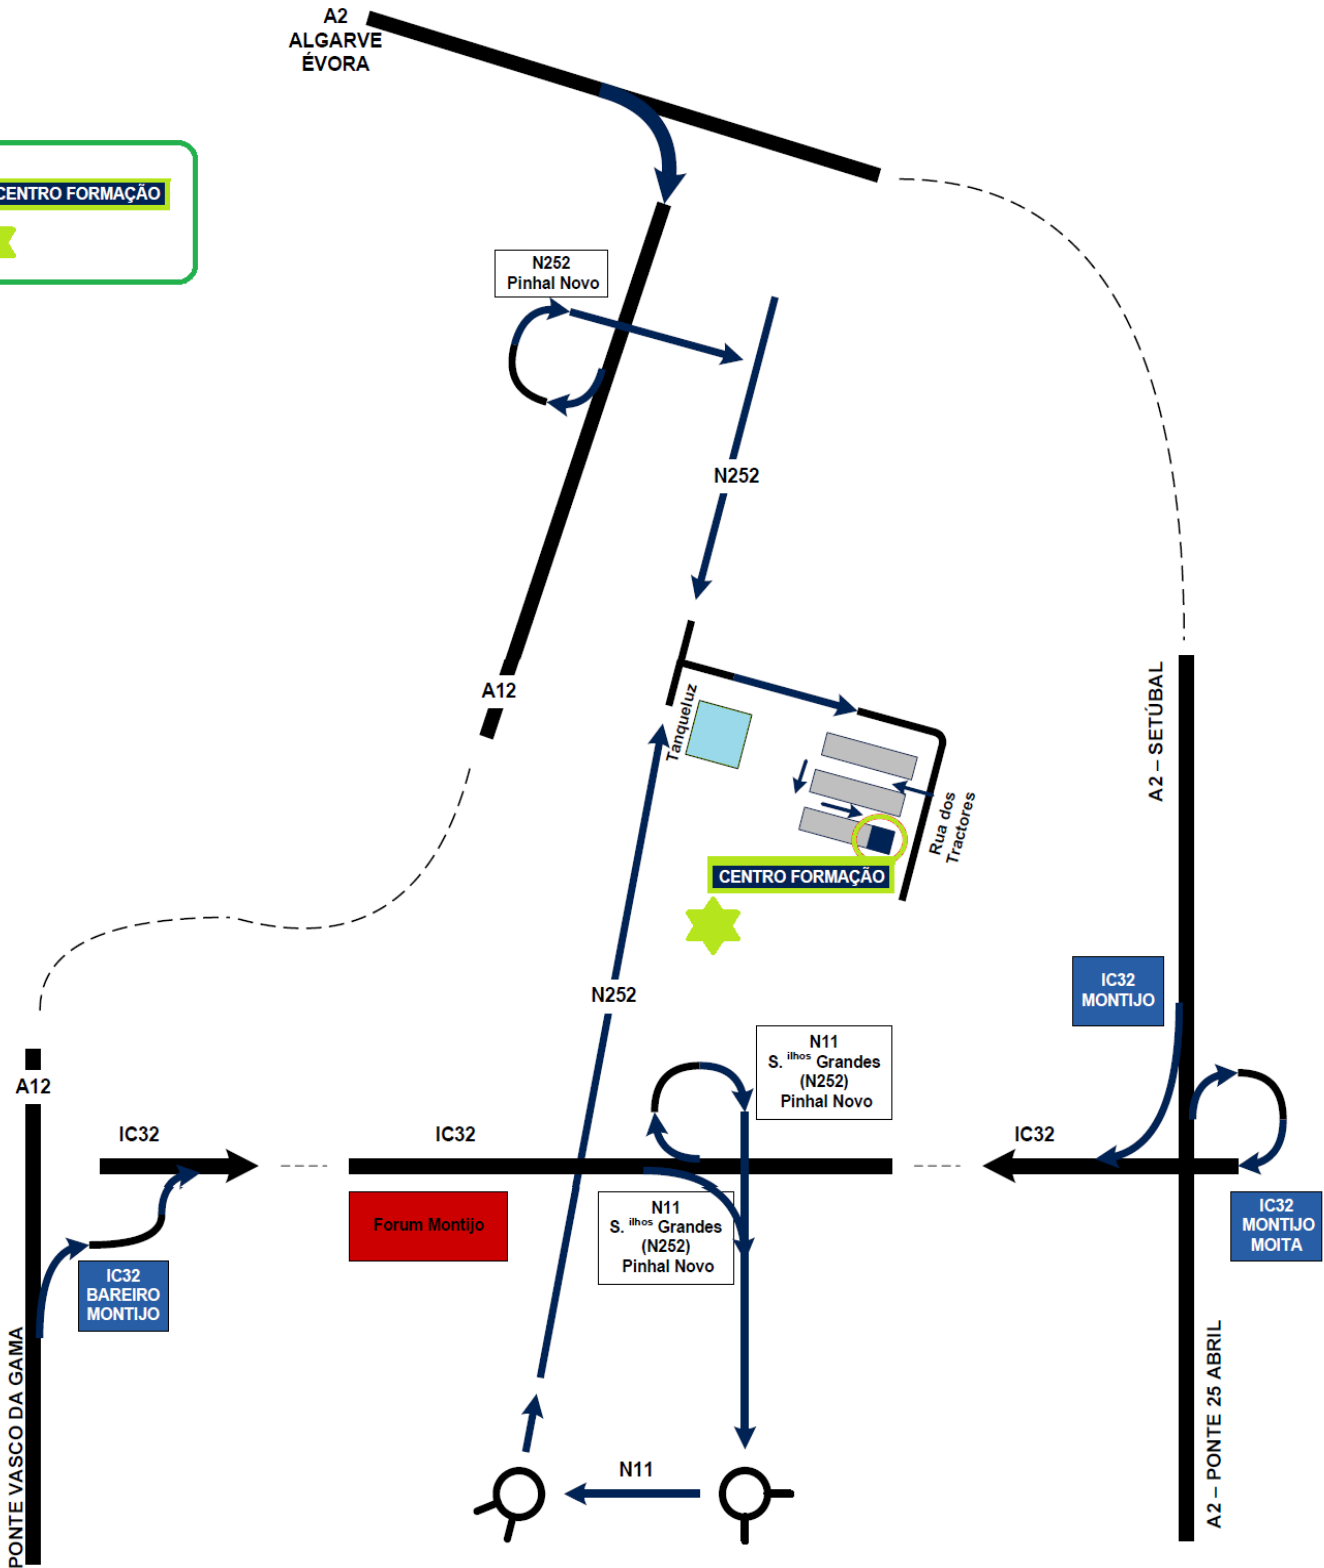 A2
ALGARVE
ÉVORA
CENTRO FORMAÇÃO
N252
Pinhal Novo
N252
A12
Tanqueluz
A2 – SETÚBAL
Rua dos
Tractores
CENTRO FORMAÇÃO
IC32
MONTIJO
N252
N11
S. ilhos Grandes
(N252)
Pinhal Novo
A12
IC32
IC32
IC32
Forum Montijo
N11
S. ilhos Grandes
(N252)
Pinhal Novo
IC32
MONTIJO
MOITA
IC32
BAREIRO
MONTIJO
PONTE VASCO DA GAMA
A2 – PONTE 25 ABRIL
N11